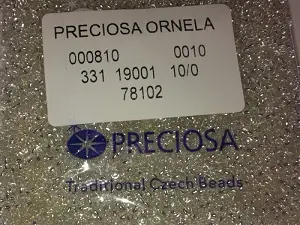 PRECIOSA ORNELA
000810 0010
331 19001 10/0
78102
PRECIOSA
Traditional Czech Beads